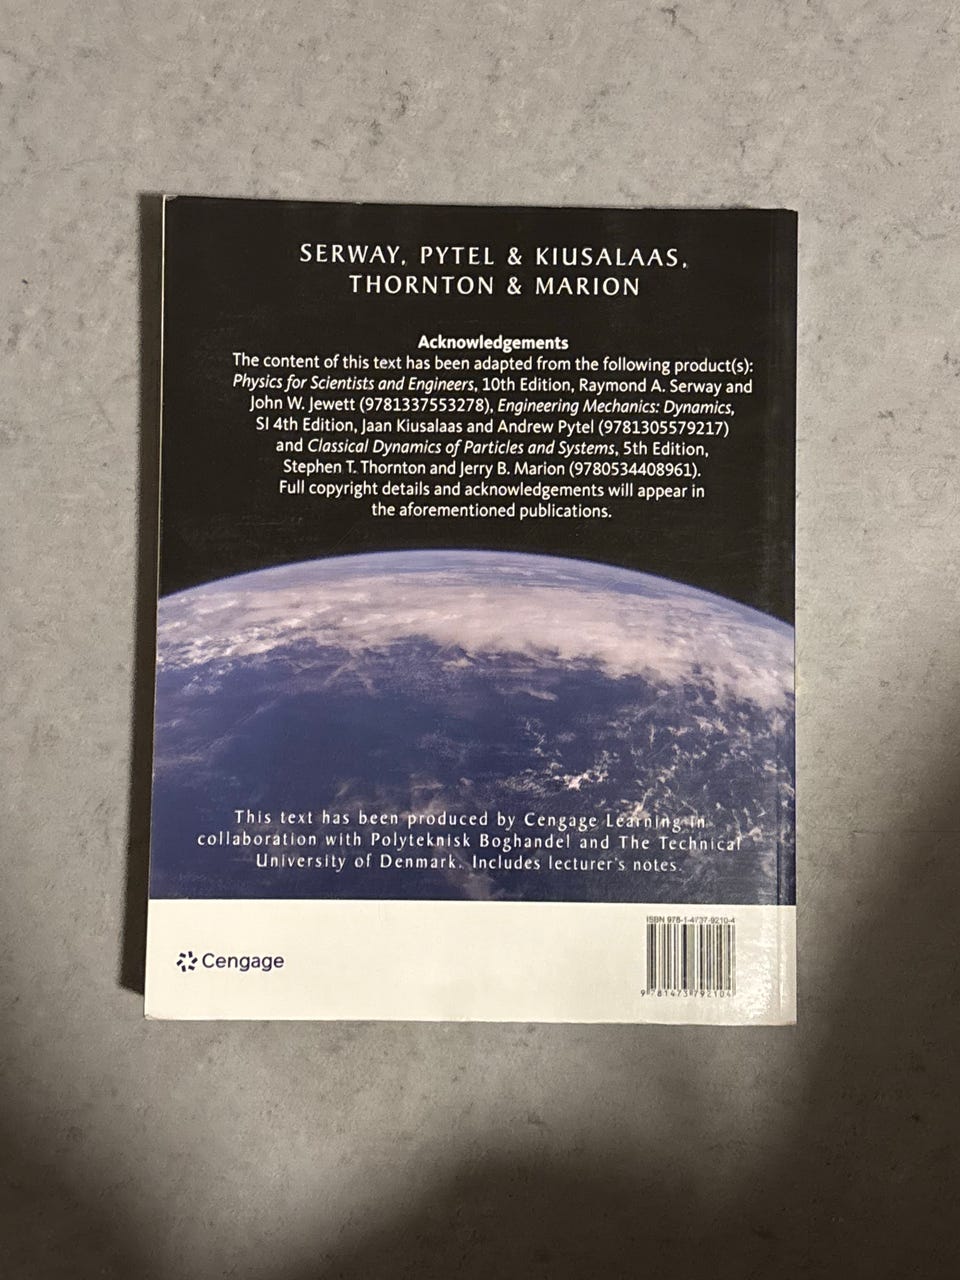 SERWAY, PYTEL & KIUSALAAS,
THORNTON & MARION
Acknowledgements
The content of this text has been adapted from the following product(s):
Physics for Scientists and Engineers, 10th Edition, Raymond A. Serway and
John W. Jewett (9781337553278), Engineering Mechanics: Dynamics,
SI 4th Edition, Jaan Kiusalaas and Andrew Pytel (9781305579217)
and Classical Dynamics of Particles and Systems, 5th Edition,
Stephen T. Thornton and Jerry B. Marion (9780534408961).
Full copyright details and acknowledgements will appear in
the aforementioned publications.
This text has been produced by Cengage Learning in
collaboration with Polyteknisk Boghandel and The Technical
University of Denmark. Includes lecturer's notes.
ISBN 978-1-4737-9210-4
Cengage
9 781473 792104